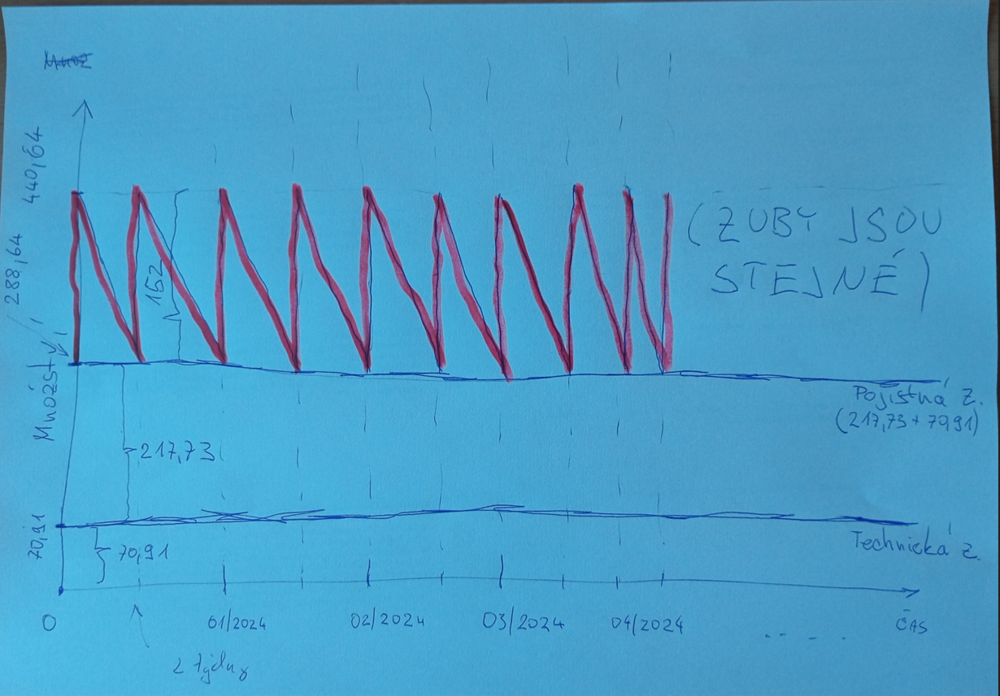 440,64
288,64
Množství
152
(ZUBY JSOU
STEJNÉ)
Pojistná z.
(217,73 + 70,91)
217,73
70,91
70,91
Technická z.
0
01/2024
02/2024
03/2024
04/2024
-- - -
ČAS
2 týdny